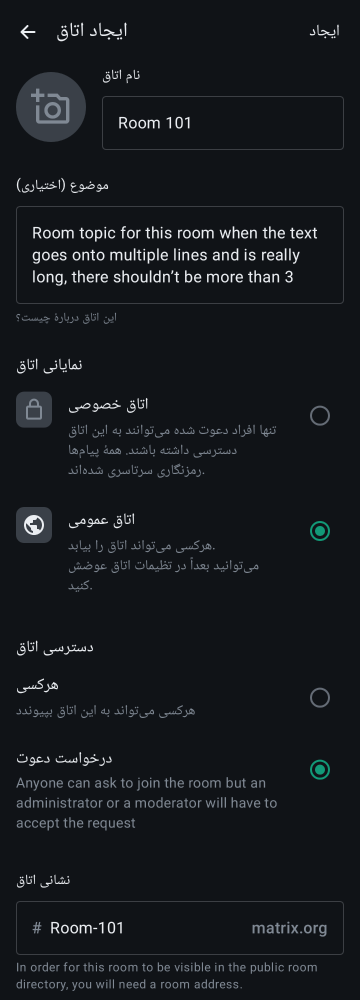 ایجاد اتاق
ایجاد
نام اتاق
Room 101
موضوع (اختیاری)
Room topic for this room when the text
goes onto multiple lines and is really
long, there shouldn’t be more than 3
این اتاق دربارهٔ چیست؟
نمایانی اتاق
اتاق خصوصی
تنها افراد دعوت شده می‌توانند به این اتاق
دسترسی داشته باشند. همهٔ پیام‌ها
رمزنگاری سرتاسری شده‌اند.
اتاق عمومی
هرکسی می‌تواند اتاق را بیابد.
می‌توانید بعداً در تظیمات اتاق عوضش
کنید.
دسترسی اتاق
هرکسی
هرکسی می‌تواند به این اتاق بپیوندد
درخواست دعوت
Anyone can ask to join the room but an
administrator or a moderator will have to
accept the request
نشانی اتاق
# Room-101 matrix.org
In order for this room to be visible in the public room
directory, you will need a room address.